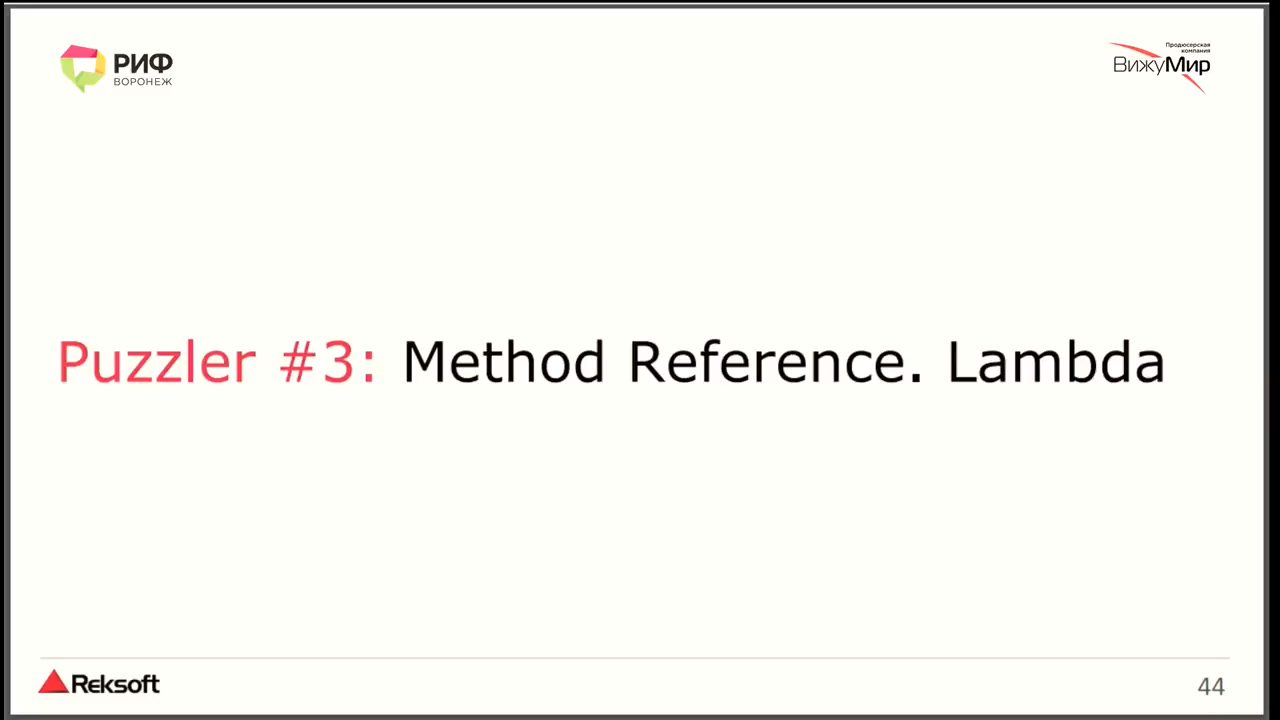 РИФ
ВОРОНЕЖ
Продюсерская
компания
ВижуМир
Puzzler #3: Method Reference. Lambda
Reksoft
44